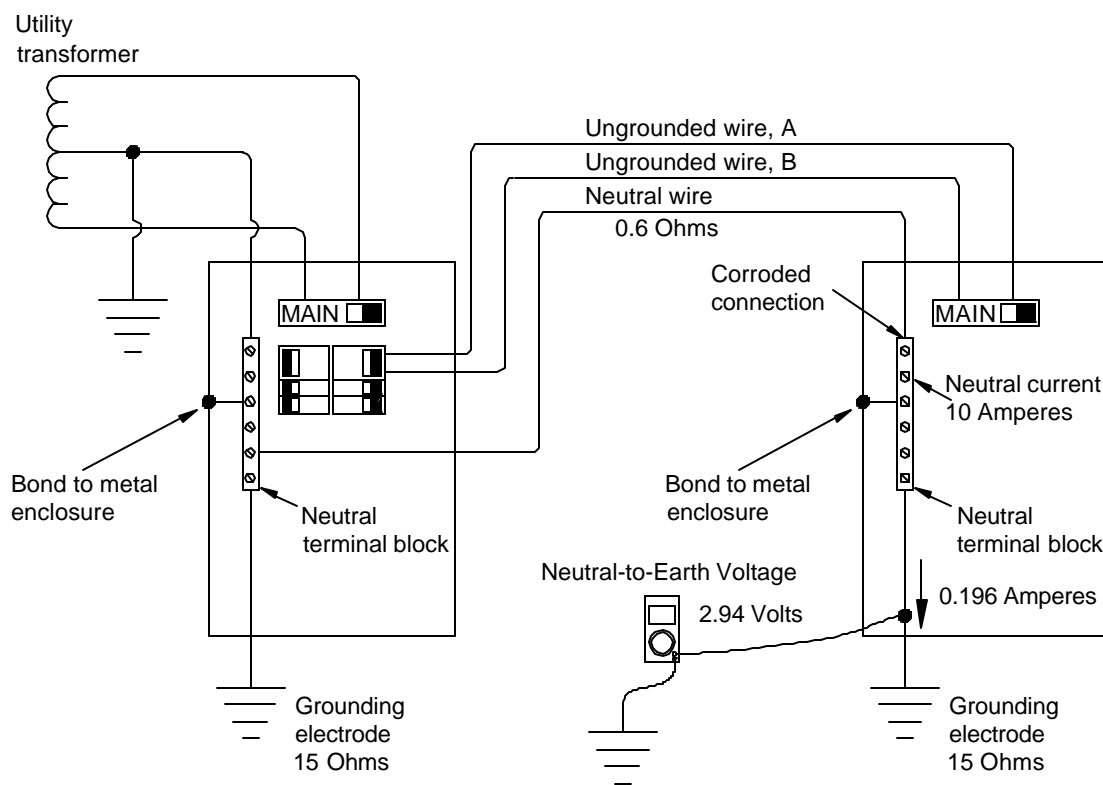 Utility
transformer
Ungrounded wire, A
Ungrounded wire, B
Neutral wire
0.6 Ohms
Corroded
connection
MAIN
MAIN
Neutral current
10 Amperes
Bond to metal
enclosure
Neutral
terminal block
Bond to metal
enclosure
Neutral
terminal block
Neutral-to-Earth Voltage
2.94 Volts
0.196 Amperes
Grounding
electrode
15 Ohms
Grounding
electrode
15 Ohms